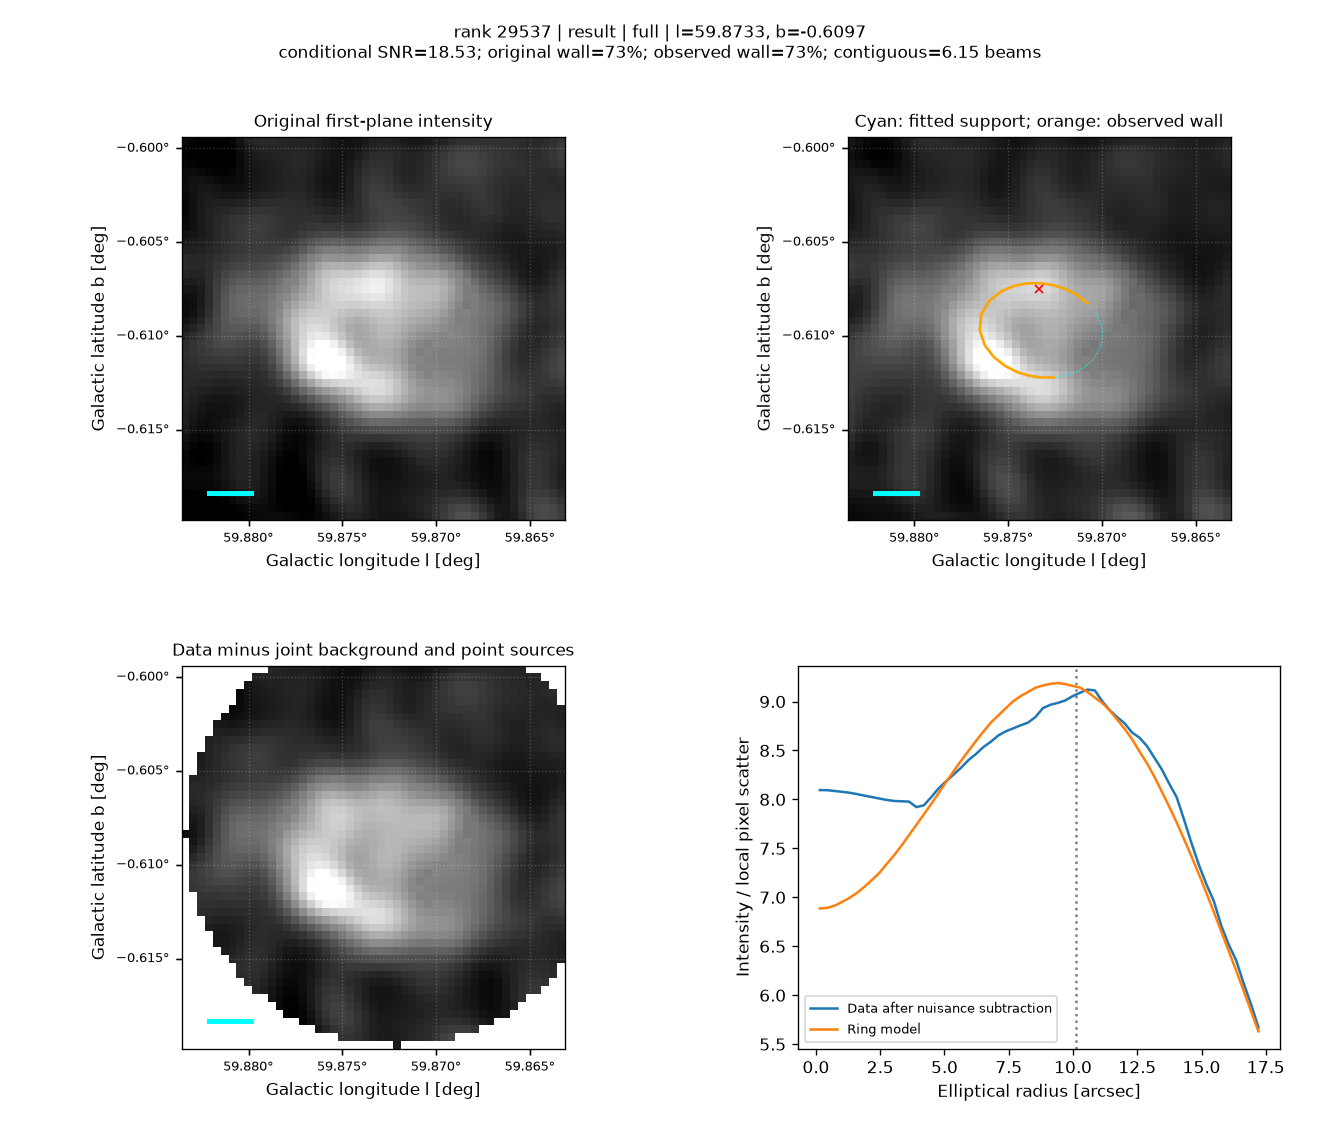 rank 29537 | result | full | l=59.8733, b=-0.6097
conditional SNR=18.53; original wall=73%; observed wall=73%; contiguous=6.15 beams
Original first-plane intensity
−0.600°
−0.605°
−0.610°
−0.615°
Galactic latitude b [deg]
59.880°
59.875°
59.870°
59.865°
Galactic longitude l [deg]
Cyan: fitted support; orange: observed wall
−0.600°
−0.605°
−0.610°
−0.615°
Galactic latitude b [deg]
59.880°
59.875°
59.870°
59.865°
Galactic longitude l [deg]
Data minus joint background and point sources
−0.600°
−0.605°
−0.610°
−0.615°
Galactic latitude b [deg]
59.880°
59.875°
59.870°
59.865°
Galactic longitude l [deg]
9.0
8.5
8.0
7.5
7.0
6.5
6.0
5.5
Intensity / local pixel scatter
Data after nuisance subtraction
Ring model
0.0
2.5
5.0
7.5
10.0
12.5
15.0
17.5
Elliptical radius [arcsec]